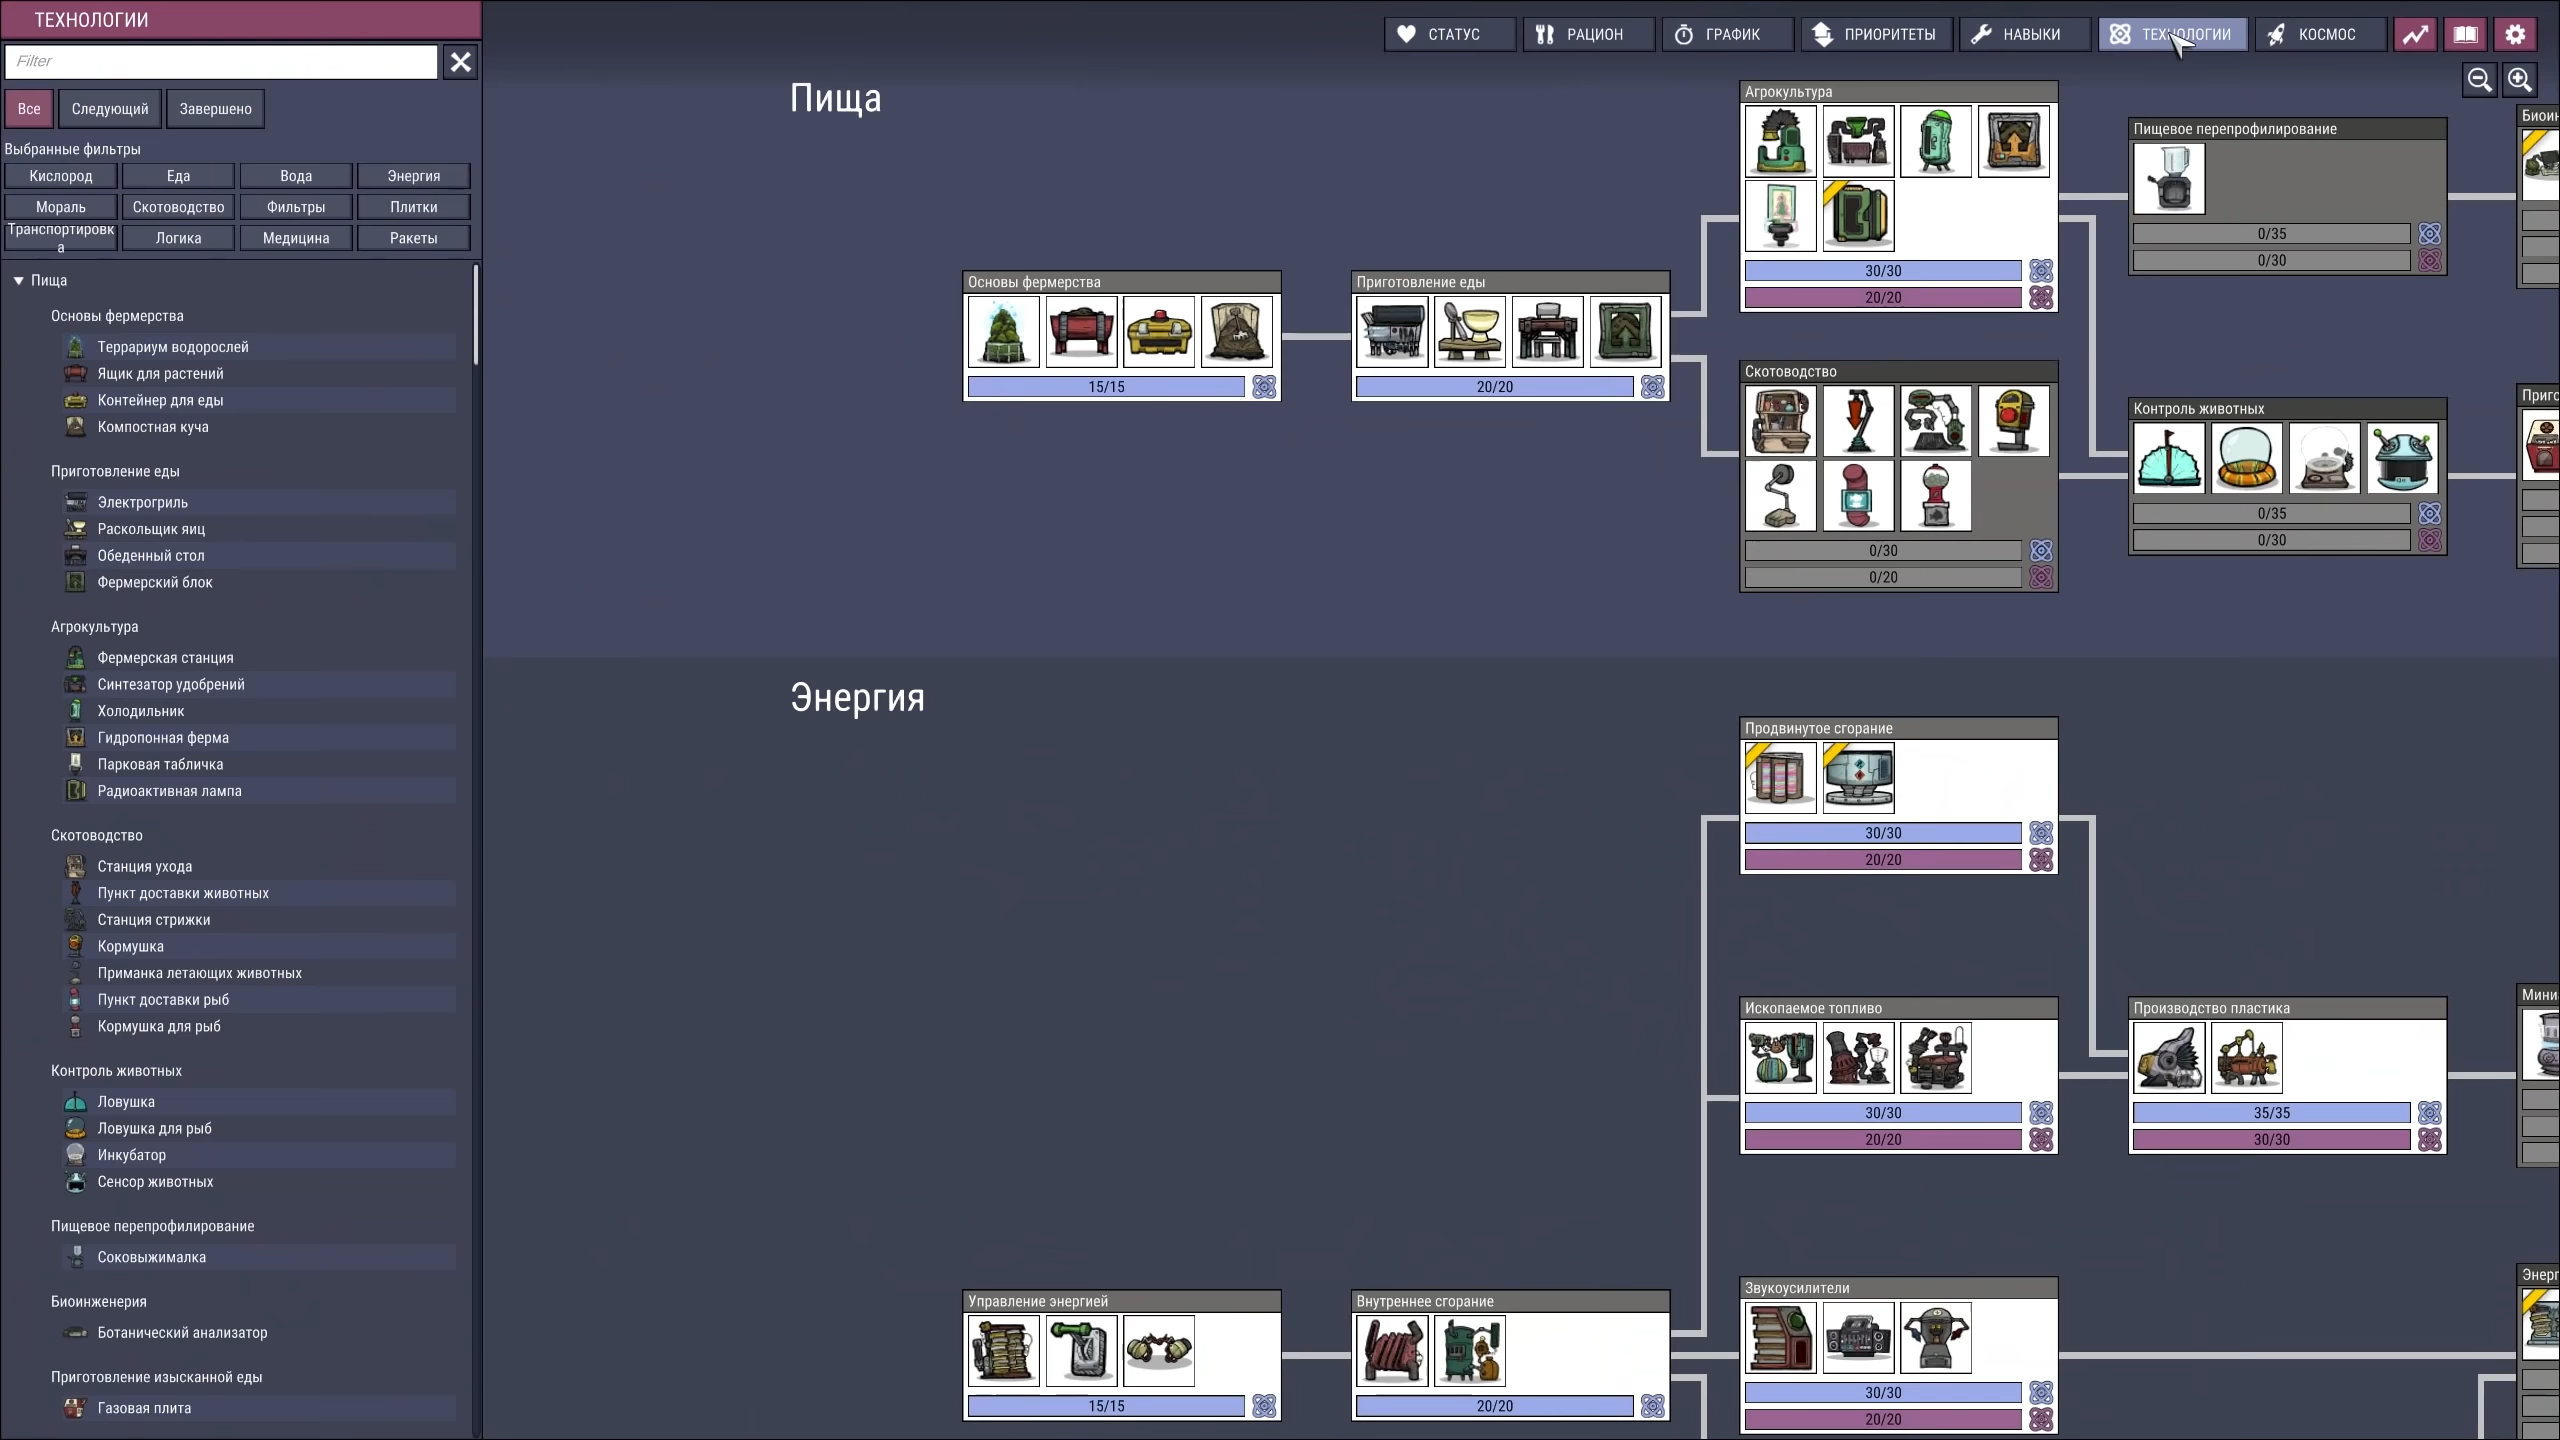 ТЕХНОЛОГИИ
Filter
Все
Следующий
Завершено
Выбранные фильтры
Кислород
Еда
Вода
Энергия
Мораль
Скотоводство
Фильтры
Плитки
Транспортировк
а
Логика
Медицина
Ракеты
Пища
Основы фермерства
Террариум водорослей
Ящик для растений
Контейнер для еды
Компостная куча
Приготовление еды
Электрогриль
Раскольщик яиц
Обеденный стол
Фермерский блок
Агрокультура
Фермерская станция
Синтезатор удобрений
Холодильник
Гидропонная ферма
Парковая табличка
Радиоактивная лампа
Скотоводство
Станция ухода
Пункт доставки животных
Станция стрижки
Кормушка
Приманка летающих животных
Пункт доставки рыб
Кормушка для рыб
Контроль животных
Ловушка
Ловушка для рыб
Инкубатор
Сенсор животных
Пищевое перепрофилирование
Соковыжималка
Биоинженерия
Ботанический анализатор
Приготовление изысканной еды
Газовая плита
СТАТУС
РАЦИОН
ГРАФИК
ПРИОРИТЕТЫ
НАВЫКИ
ТЕХНОЛОГИИ
КОСМОС
Пища
Основы фермерства
15/15
Приготовление еды
20/20
Агрокультура
30/30
20/20
Скотоводство
0/30
0/20
Пищевое перепрофилирование
0/35
0/30
Контроль животных
0/35
0/30
Биоин
Приго
Энергия
Управление энергией
15/15
Внутреннее сгорание
20/20
Продвинутое сгорание
30/30
20/20
Ископаемое топливо
30/30
20/20
Звукоусилители
30/30
20/20
Производство пластика
35/35
30/30
Мини
Энерг